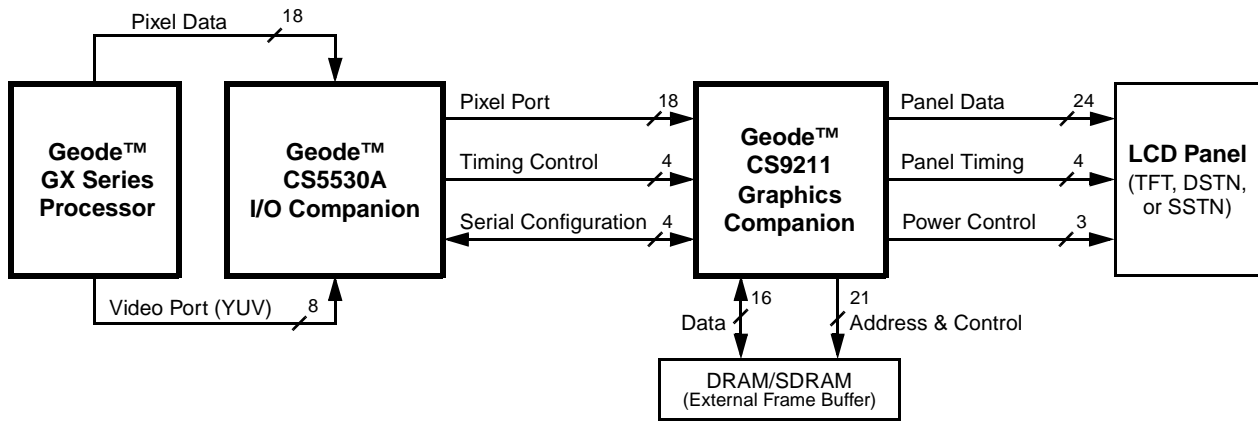 Pixel Data
18
Geode™
GX Series
Processor
Geode™
CS5530A
I/O Companion
Video Port (YUV)
8
Pixel Port
18
Timing Control
4
Serial Configuration
4
Geode™
CS9211
Graphics
Companion
Panel Data
24
Panel Timing
4
Power Control
3
LCD Panel
(TFT, DSTN,
or SSTN)
16
Data
21
Address & Control
DRAM/SDRAM
(External Frame Buffer)